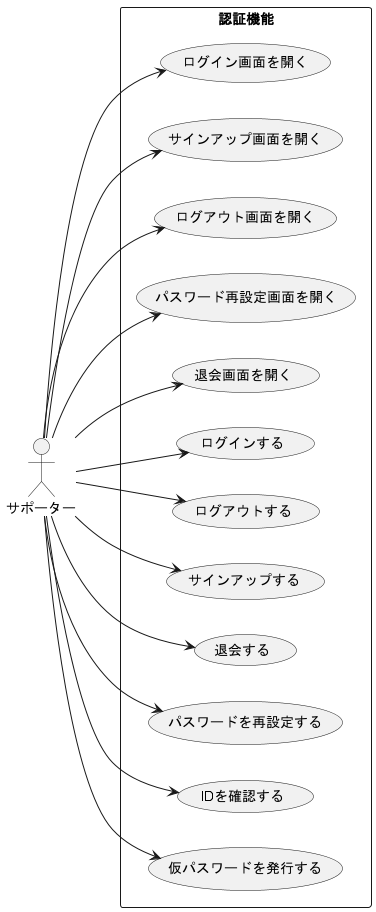 認証機能
ログイン画面を開く
サインアップ画面を開く
ログアウト画面を開く
パスワード再設定画面を開く
退会画面を開く
ログインする
ログアウトする
サポーター
サインアップする
退会する
パスワードを再設定する
IDを確認する
仮パスワードを発行する